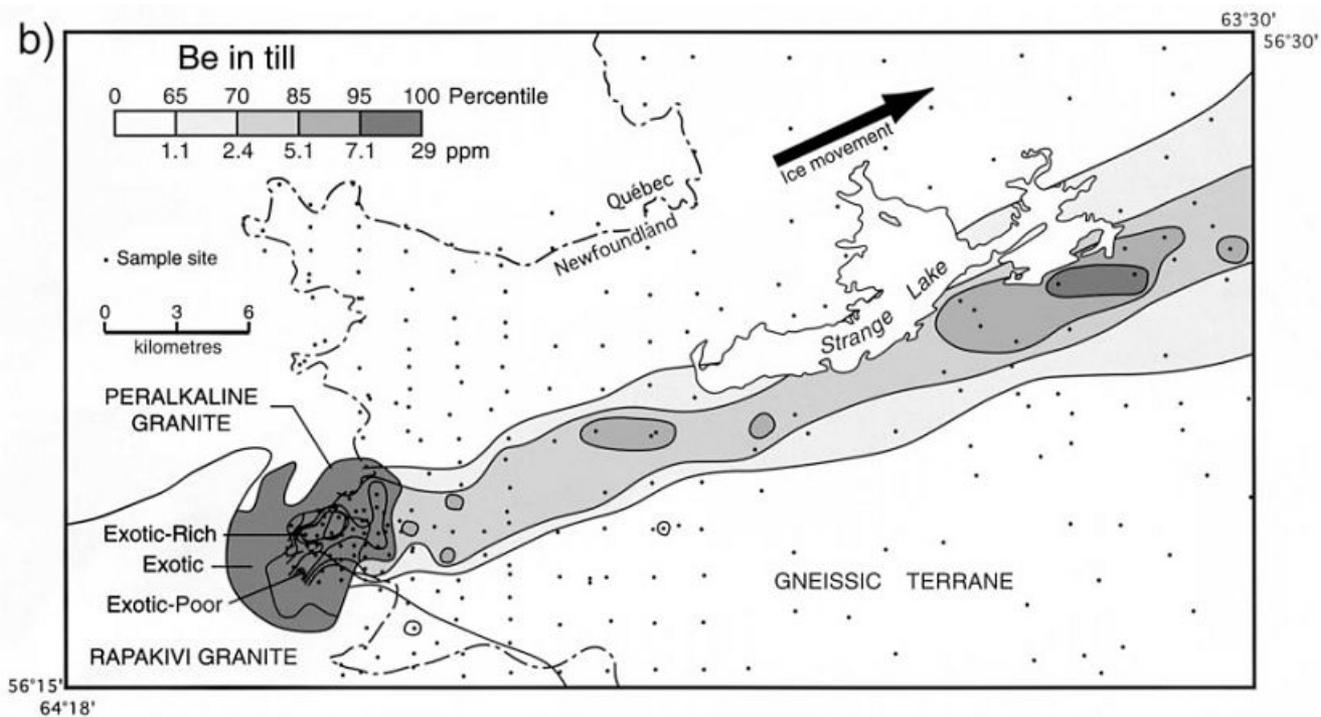 b)
63°30'
56°30'
Be in till
0 65 70 85 95 100 Percentile
1.1 2.4 5.1 7.1 29 ppm
Ice movement
Québec
Newfoundland
• Sample site
0 3 6
kilometres
Strange Lake
PERALKALINE
GRANITE
Exotic-Rich
Exotic
Exotic-Poor
GNEISSIC TERRANE
RAPAKIVI GRANITE
56°15'
64°18'